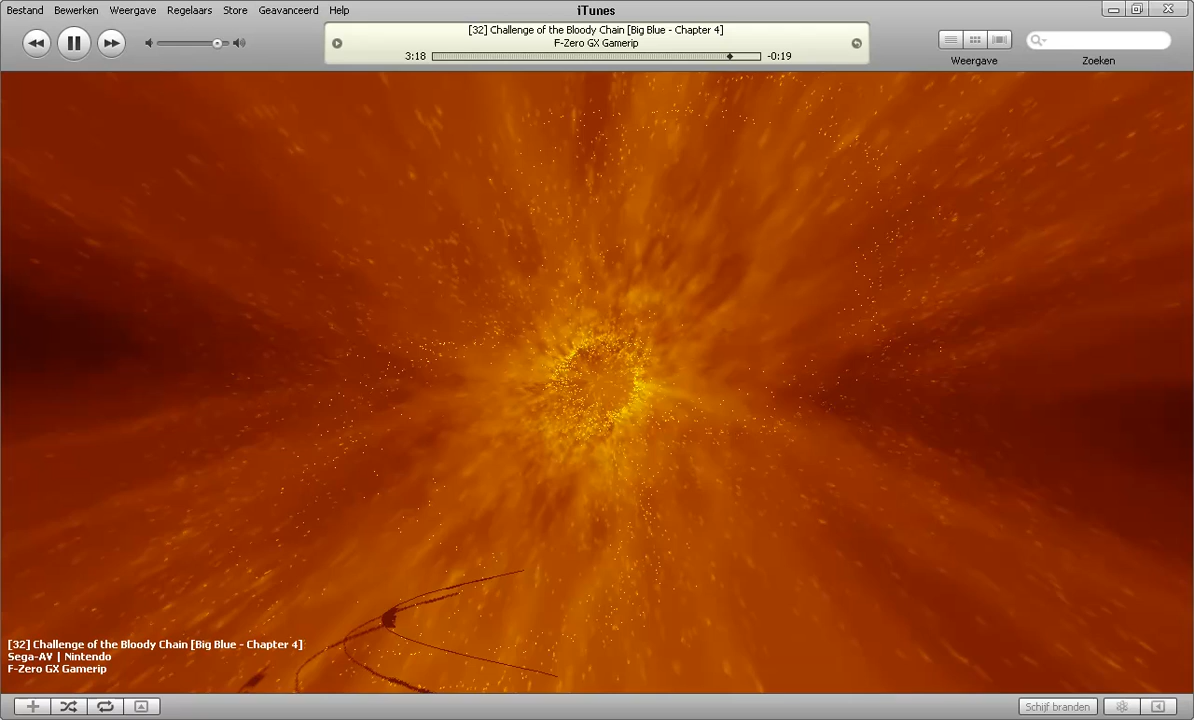 Bestand Bewerken Weergave Regelaars Store Geavanceerd Help
iTunes
[32] Challenge of the Bloody Chain [Big Blue - Chapter 4]
F-Zero GX Gamerip
3:18 -0:19
Weergave Zoeken
[32] Challenge of the Bloody Chain [Big Blue - Chapter 4]
Sega-AV | Nintendo
F-Zero GX Gamerip
Schijf branden